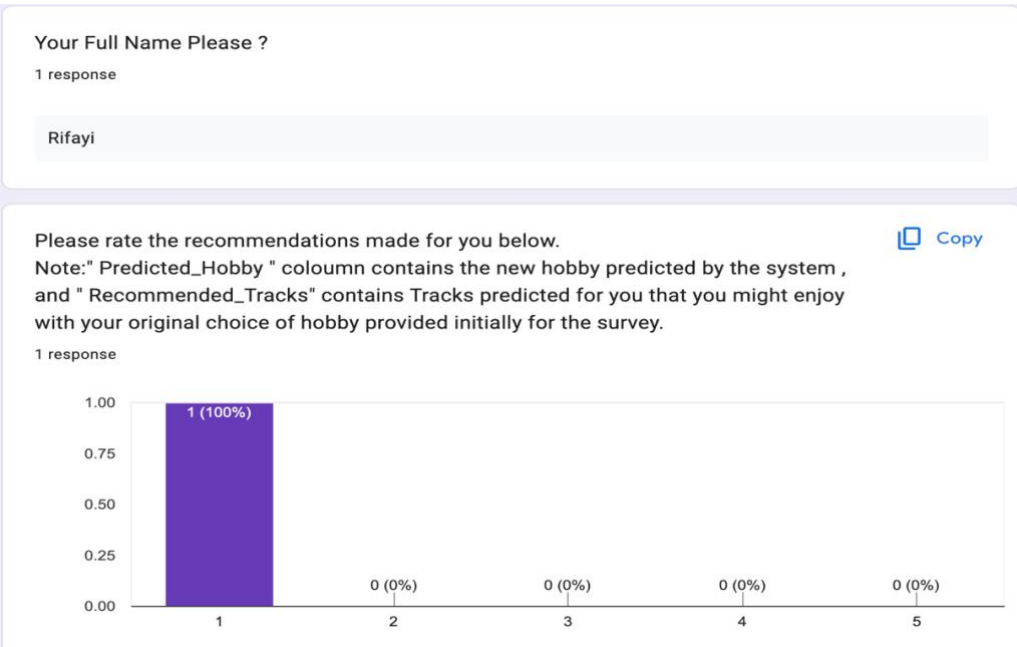 Your Full Name Please ?
1 response
Rifayi
Please rate the recommendations made for you below.
Copy
Note:" Predicted_Hobby " coloumn contains the new hobby predicted by the system ,
and " Recommended_Tracks" contains Tracks predicted for you that you might enjoy
with your original choice of hobby provided initially for the survey.
1 response
1.00
1 (100%)
0.75
0.50
0.25
0 (0%) 0 (0%) 0 (0%) 0 (0%)
0.00
1 2 3 4 5